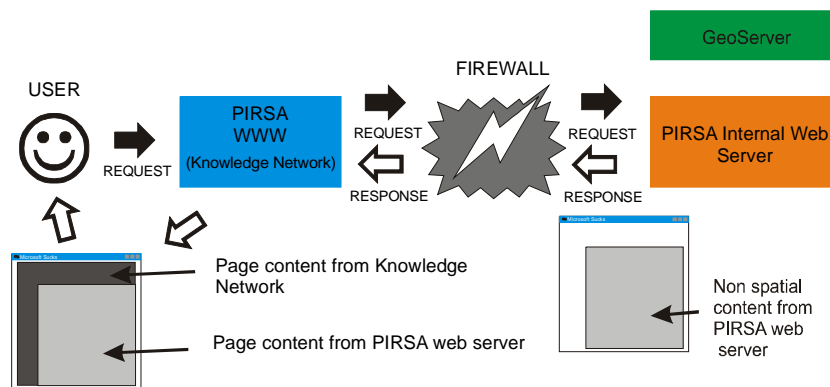 GeoServer
FIREWALL
USER
PIRSA
WWW
(Knowledge Network)
REQUEST
REQUEST
REQUEST
RESPONSE
RESPONSE
PIRSA Internal Web
Server
Microsoft Sucks
Microsoft Sucks
Page content from Knowledge
Network
Page content from PIRSA web server
Non spatial
content from
PIRSA web
server